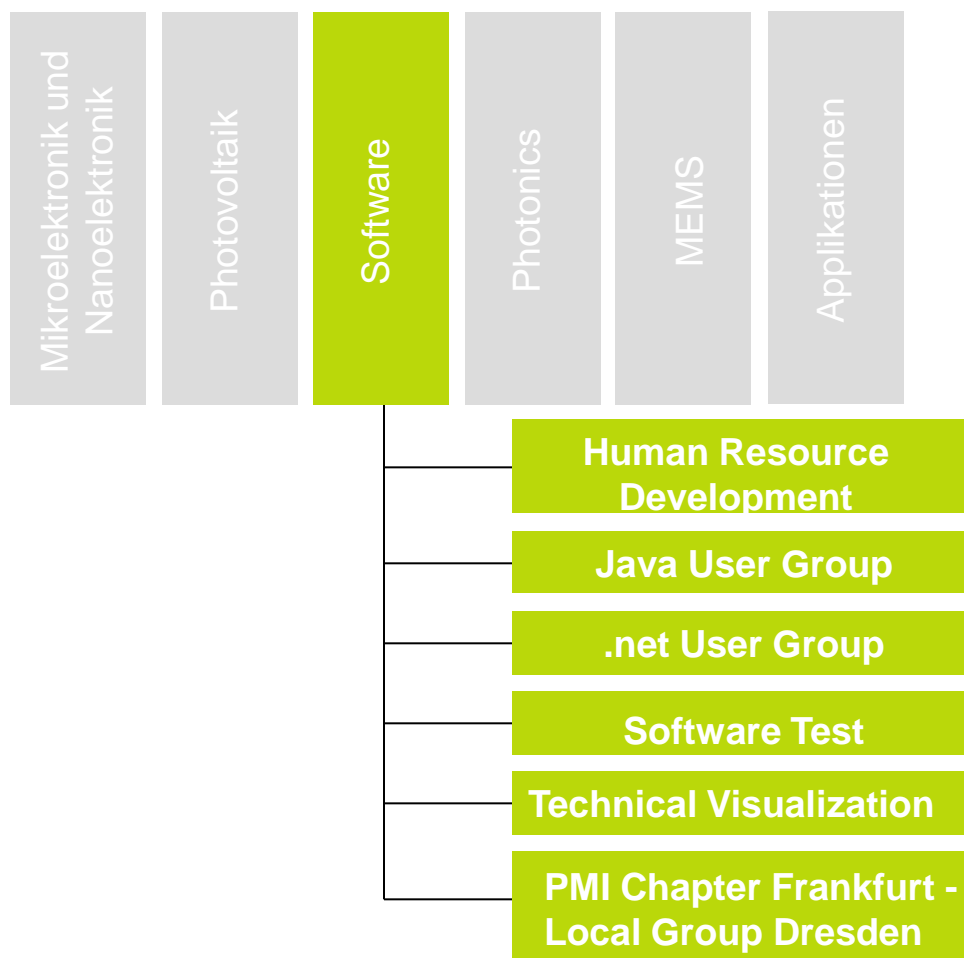 Mikroelektronik und
Nanoelektronik
Photovoltaik
Software
Photonics
MEMS
Applikationen
Human Resource
Development
Java User Group
.net User Group
Software Test
Technical Visualization
PMI Chapter Frankfurt -
Local Group Dresden